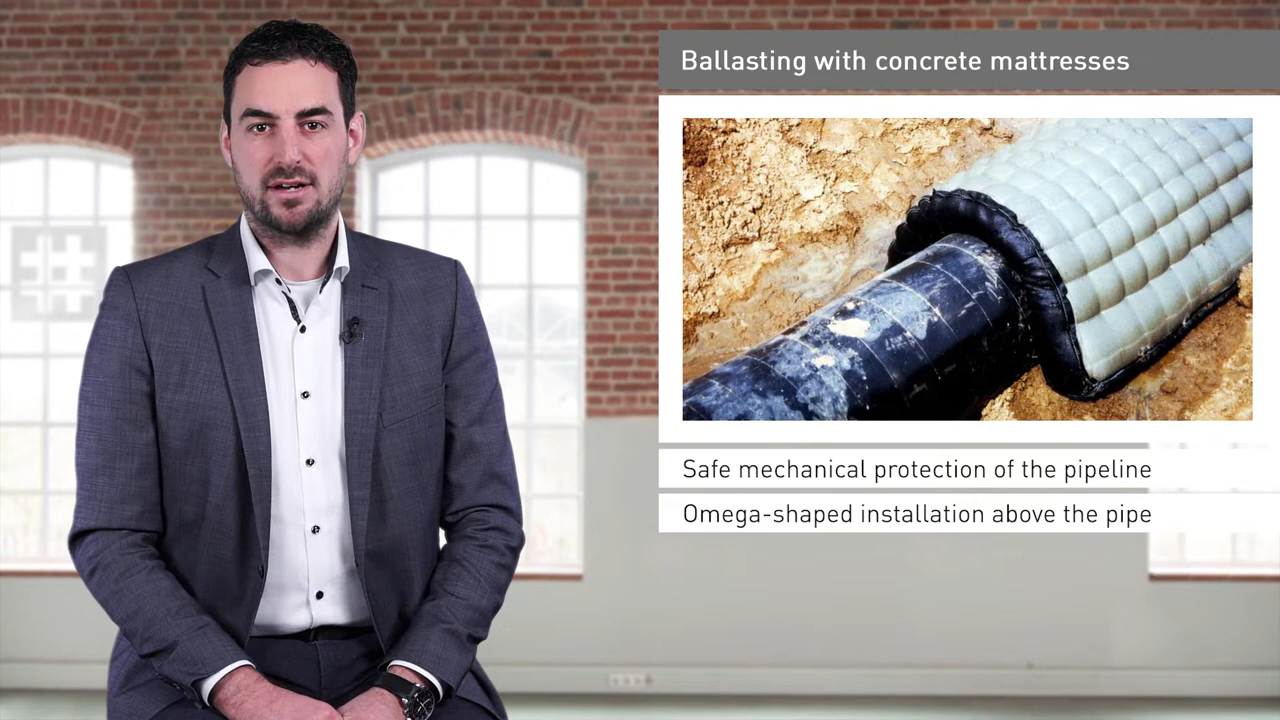 Ballasting with concrete mattresses
Safe mechanical protection of the pipeline
Omega-shaped installation above the pipe